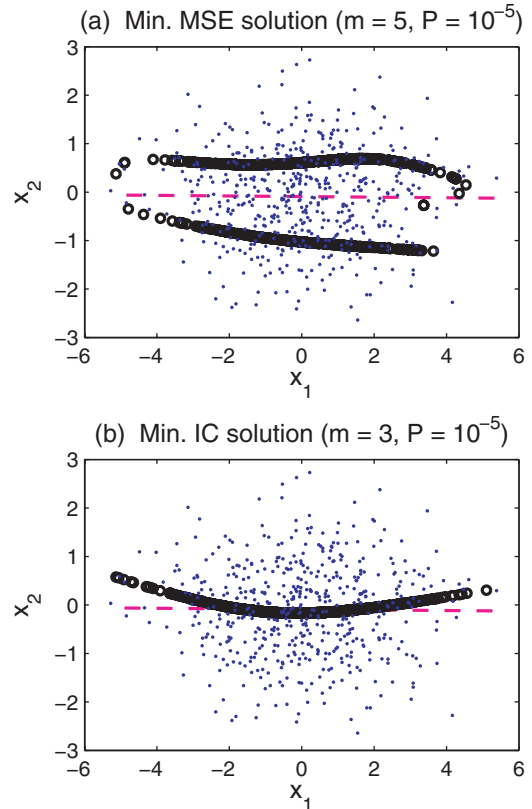 (a) Min. MSE solution (m = 5, P = 10⁻⁵)
3
2
1
0
−1
−2
−3
x₂
−6 −4 −2 0 2 4 6
x₁
(b) Min. IC solution (m = 3, P = 10⁻⁵)
3
2
1
0
−1
−2
−3
x₂
−6 −4 −2 0 2 4 6
x₁